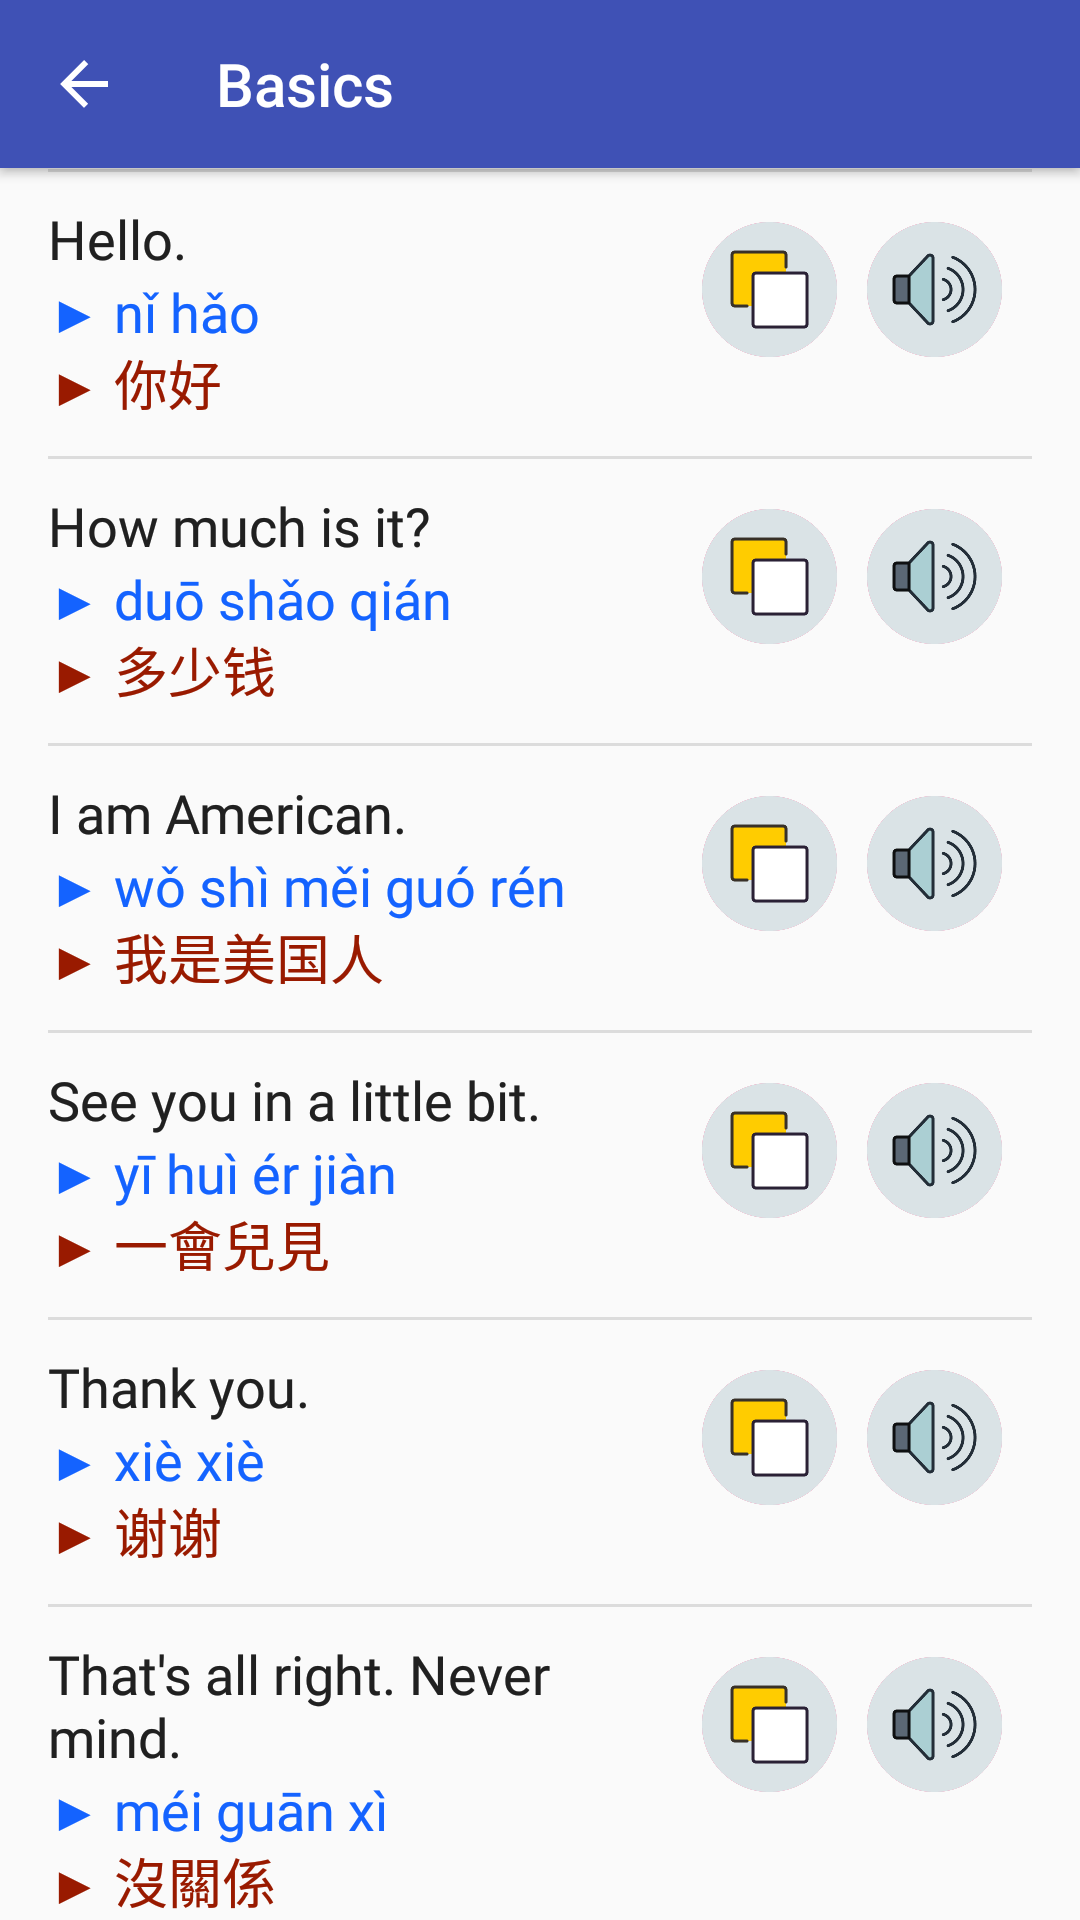 Basics
Hello.
► nǐ hǎo
► 你好
How much is it?
► duō shǎo qián
► 多少钱
I am American.
► wǒ shì měi guó rén
► 我是美国人
See you in a little bit.
► yī huì ér jiàn
► 一會兒見
Thank you.
► xiè xiè
► 谢谢
That's all right. Never
mind.
► méi guān xì
► 沒關係